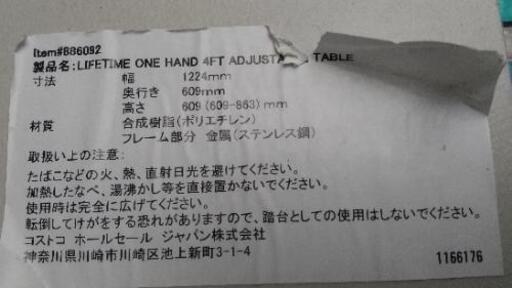 Item#886092
製品名:LIFETIME ONE HAND 4FT TABLE
寸法 幅 1224mm
奥行き 609mm
高さ 609(609-863)mm
材質 合成樹脂(ポリエチレン)
フレーム部分 金属(ステンレス鋼)
取扱い上の注意:
たばこなどの火、熱、直射日光を避けてください。
加熱したなべ、湯沸かし等を直接置かないでください。
使用時は完全に広げてください。
転倒してけがをする恐れがありますので、踏台としての使用はしないでください。
コストコ ホールセール ジャパン株式会社
神奈川県川崎市川崎区池上新町3-1-4
1166176